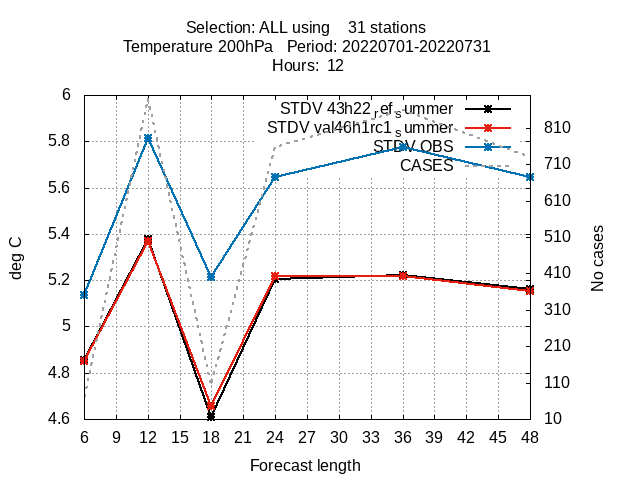 Selection: ALL using 31 stations
Temperature 200hPa Period: 20220701-20220731
Hours: 12
STDV 43h22ref summer
STDV val46h1rc1summer
STDV OBS
CASES
6
5.8
5.6
5.4
5.2
5
4.8
4.6
deg C
810
710
610
510
410
310
210
110
10
No cases
6 9 12 15 18 21 24 27 30 33 36 39 42 45 48
Forecast length